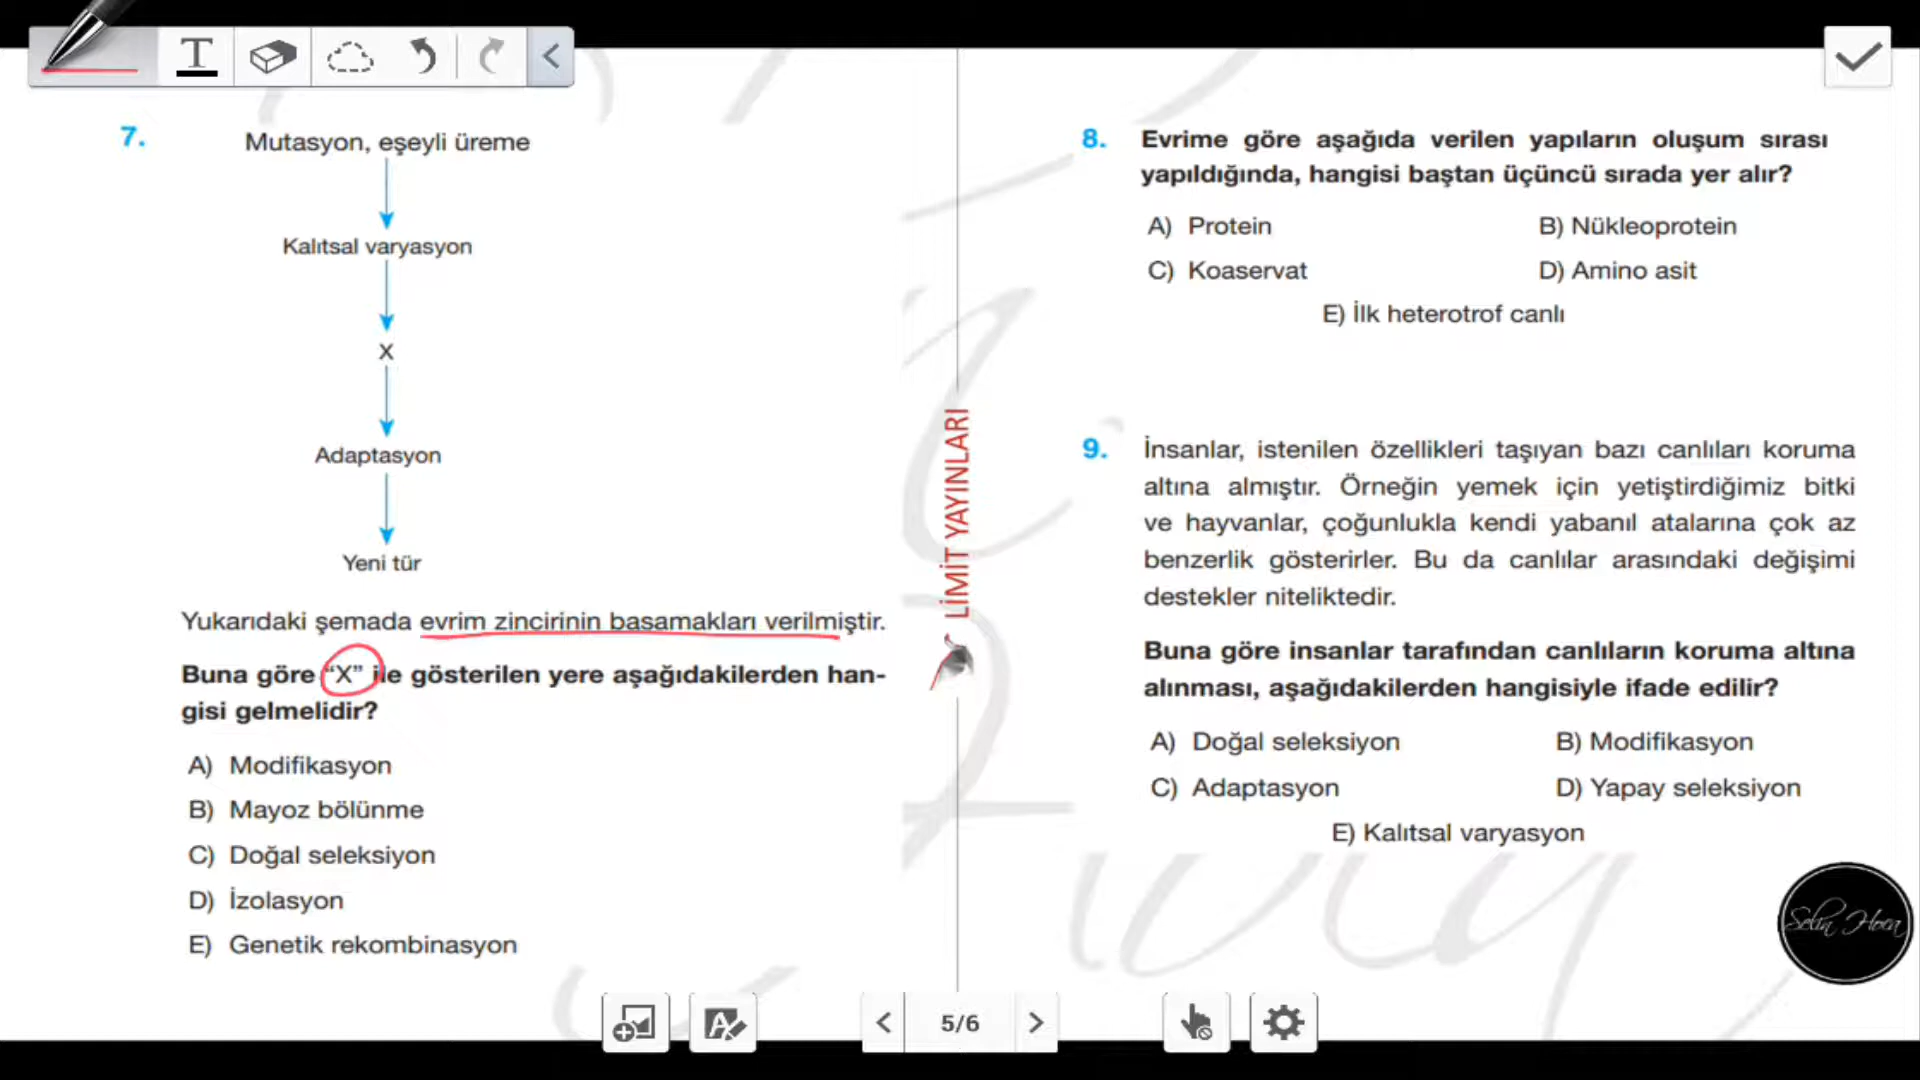 7.
Mutasyon, eşeyli üreme
Kalıtsal varyasyon
X
Adaptasyon
Yeni tür
Yukarıdaki şemada evrim zincirinin basamakları verilmiştir.
Buna göre “X” ile gösterilen yere aşağıdakilerden han-
gisi gelmelidir?
A) Modifikasyon
B) Mayoz bölünme
C) Doğal seleksiyon
D) İzolasyon
E) Genetik rekombinasyon
LİMİT YAYINLARI
8. Evrime göre aşağıda verilen yapıların oluşum sırası
yapıldığında, hangisi baştan üçüncü sırada yer alır?
A) Protein B) Nükleoprotein
C) Koaservat D) Amino asit
E) İlk heterotrof canlı
9. İnsanlar, istenilen özellikleri taşıyan bazı canlıları koruma
altına almıştır. Örneğin yemek için yetiştirdiğimiz bitki
ve hayvanlar, çoğunlukla kendi yabanıl atalarına çok az
benzerlik gösterirler. Bu da canlılar arasındaki değişimi
destekler niteliktedir.
Buna göre insanlar tarafından canlıların koruma altına
alınması, aşağıdakilerden hangisiyle ifade edilir?
A) Doğal seleksiyon B) Modifikasyon
C) Adaptasyon D) Yapay seleksiyon
E) Kalıtsal varyasyon
Selin Hoca
5/6